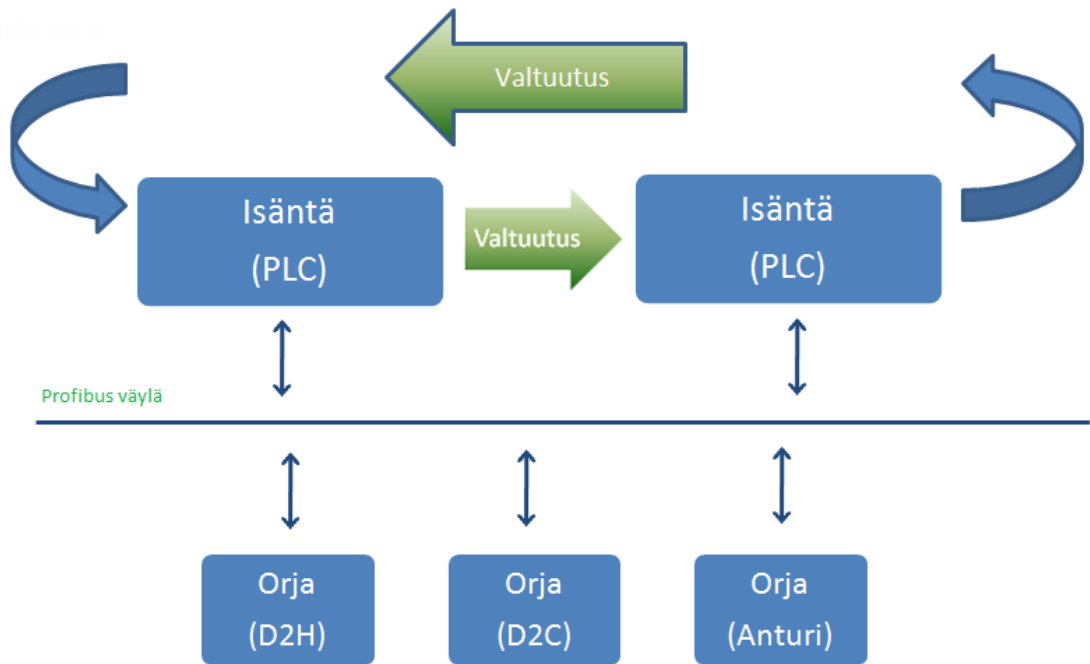 Valtuutus
Isäntä
(PLC)
Valtuutus
Isäntä
(PLC)
Profibus väylä
Orja
(D2H)
Orja
(D2C)
Orja
(Anturi)